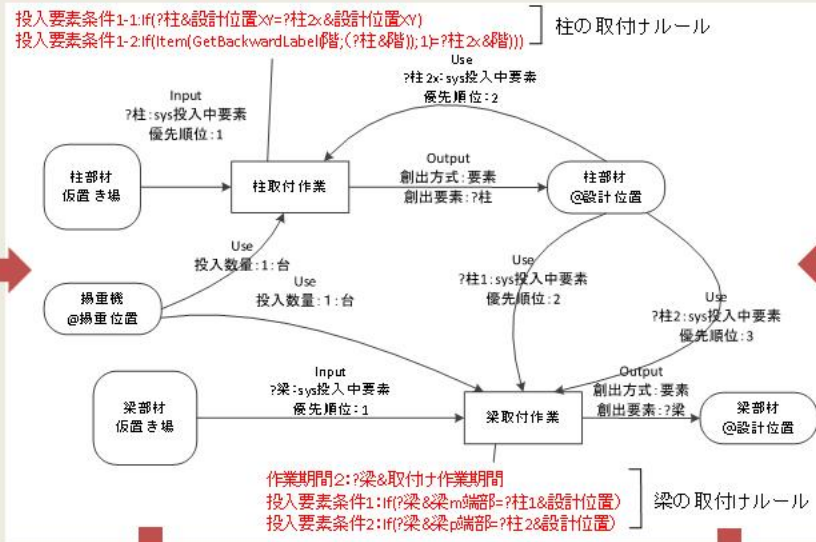 投入要素条件1-1:If(?柱&設計位置XY=?柱2x&設計位置XY)
投入要素条件1-2:If(Item(GetBackwardLabel(階;(?柱&階));1)=?柱2x&階)))
柱の取付けルール
Use
?柱2x:sys投入中要素
優先順位:2
Input
?柱:sys投入中要素
優先順位:1
柱部材
仮置き場
柱取付作業
Output
創出方式:要素
創出要素:?柱
柱部材
@設計位置
Use
投入数量:1:台
Use
投入数量:1:台
揚重機
@揚重位置
Use
?柱1:sys投入中要素
優先順位:2
Use
?柱2:sys投入中要素
優先順位:3
Input
?梁:sys投入中要素
優先順位:1
梁部材
仮置き場
梁取付作業
Output
創出方式:要素
創出要素:?梁
梁部材
@設計位置
作業期間2:?梁&取付け作業期間
投入要素条件1:If(?梁&梁m端部=?柱1&設計位置)
投入要素条件2:If(?梁&梁p端部=?柱2&設計位置)
梁の取付けルール